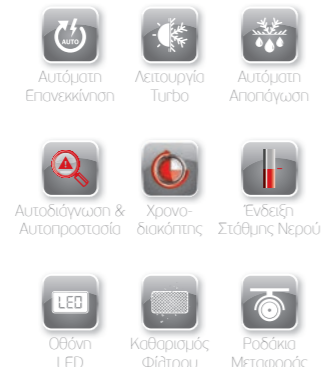 AUTO
Αυτόματη Λειτουργία Αυτόματη
Επανεκκίνηση Turbo Αποπάγωση
Αυτοδιάγνωση & Χρονο- Ένδειξη
Αυτοπροστασία διακόπτης Στάθμης Νερού
LED
Οθόνη Καθαρισμός Ροδάκια
LED Φίλτρου Μεταφοράς